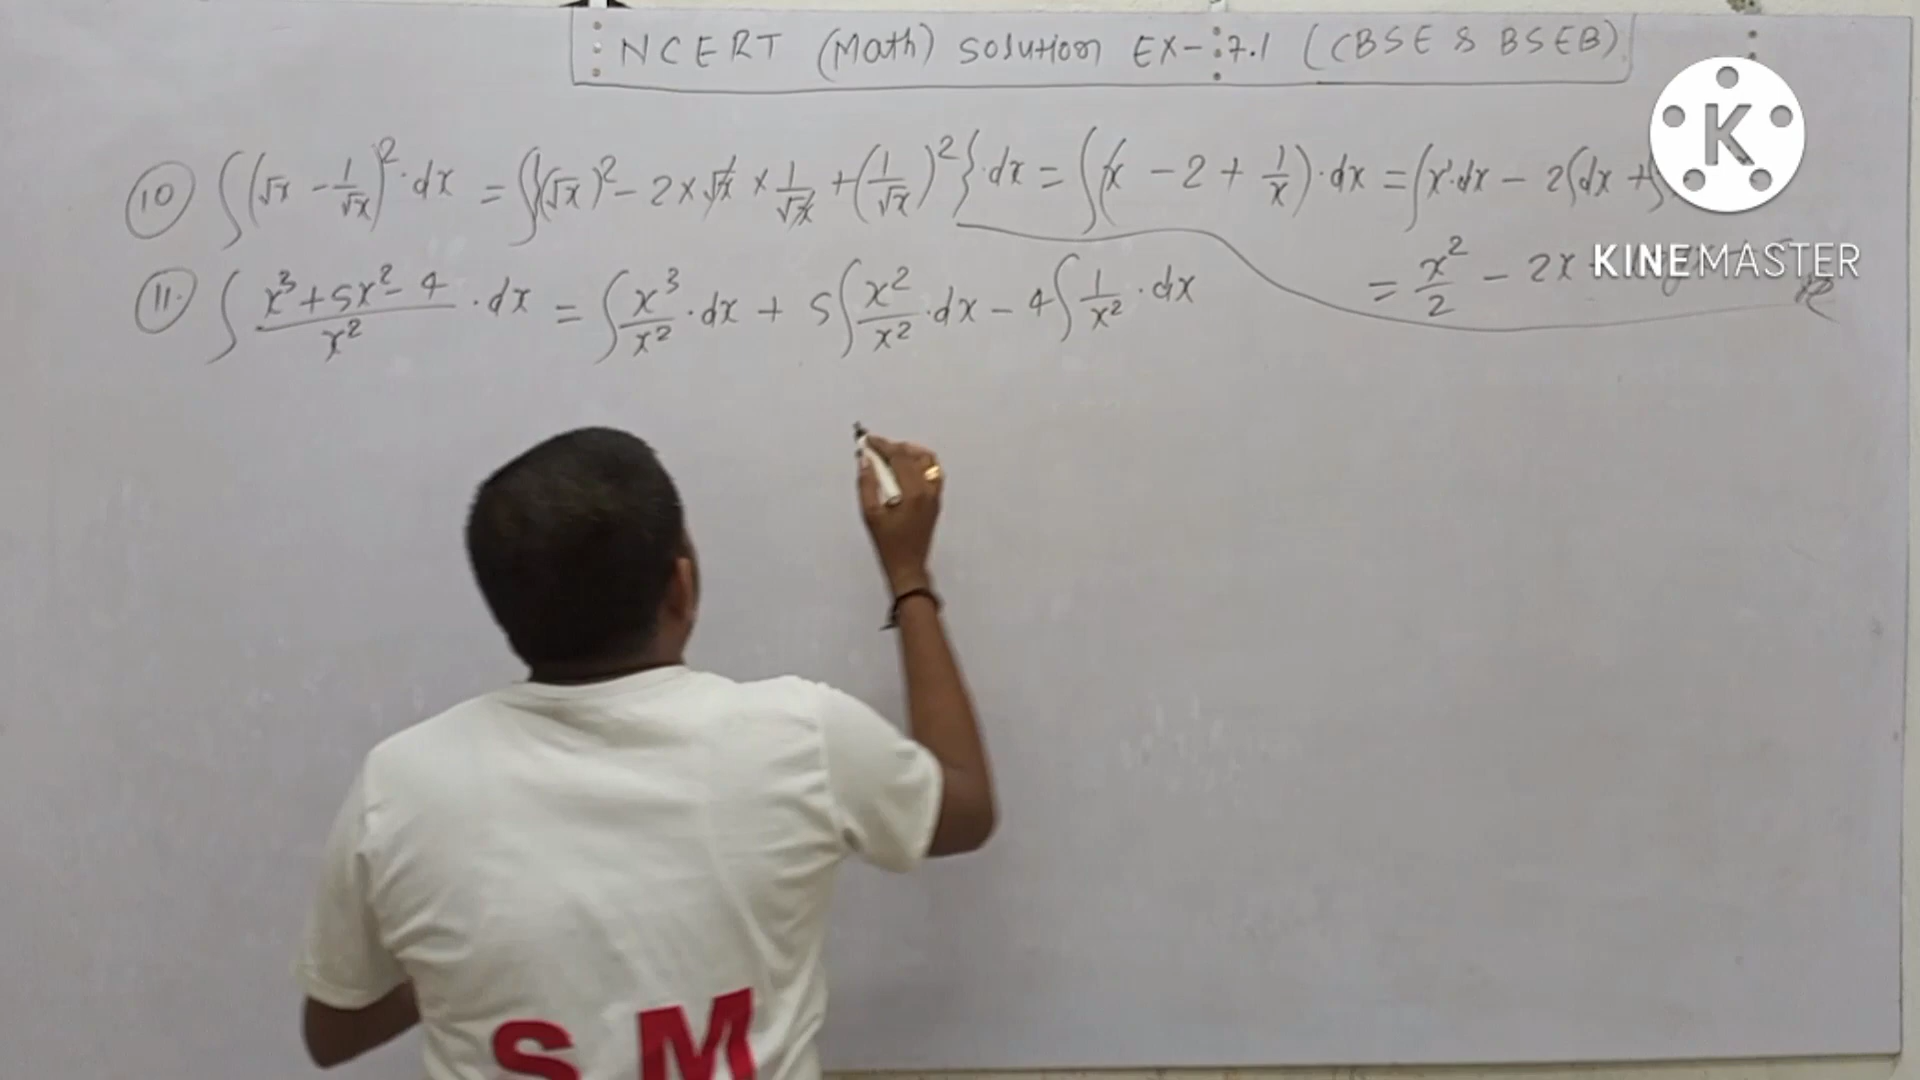 NCERT (Math) Solution EX-7.1 (CBSE & BSEB)
⑩ ∫(√x - 1/√x)²·dx = ∫{(√x)² - 2×√x × 1/√x + (1/√x)²}·dx = ∫(x - 2 + 1/x)·dx = ∫x¹·dx - 2∫dx +
= x²/2 - 2x
⑪ ∫ (x³+5x²-4)/x² ·dx = ∫x³/x² ·dx + 5∫x²/x² ·dx - 4∫1/x² ·dx
K
KINEMASTER
SM